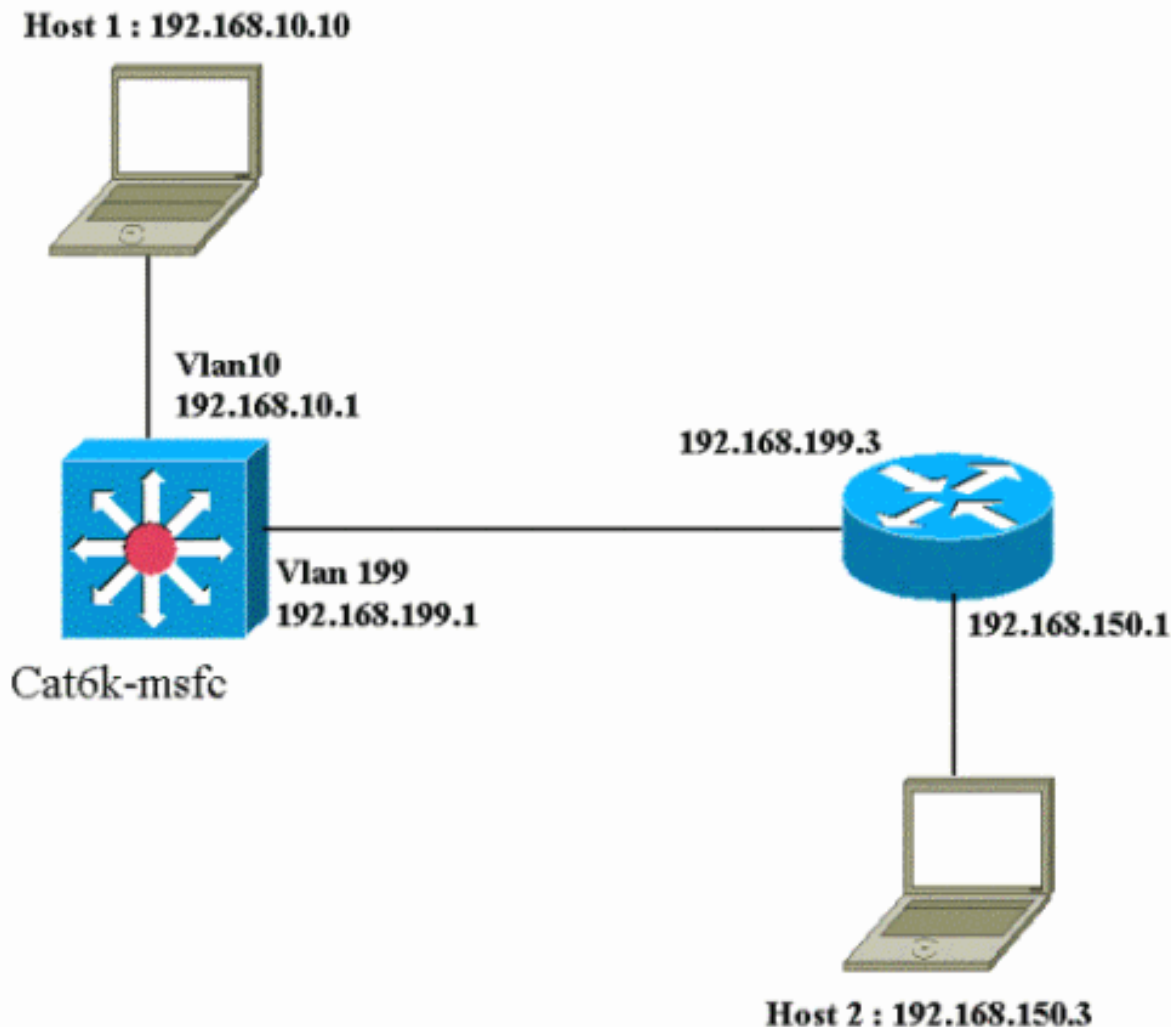 Host 1 : 192.168.10.10
Vlan10
192.168.10.1
192.168.199.3
Vlan 199
192.168.199.1
192.168.150.1
Cat6k-msfc
Host 2 : 192.168.150.3